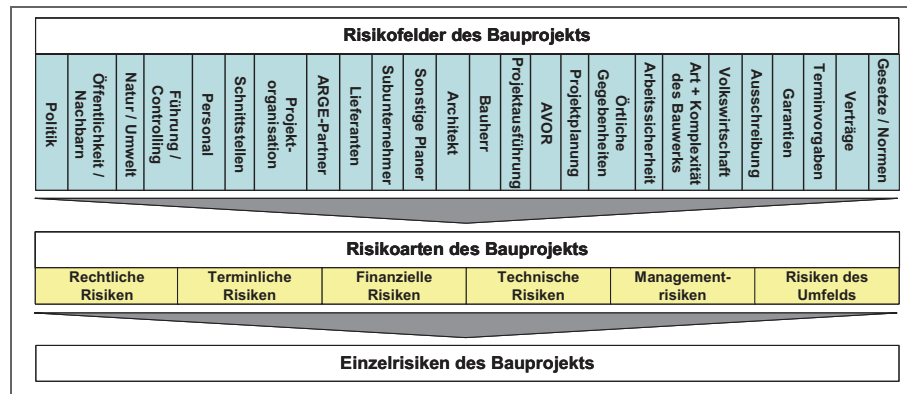 Risikofelder des Bauprojekts
Politik
Öffentlichkeit /
Nachbarn
Natur / Umwelt
Führung /
Controlling
Personal
Schnittstellen
Projekt-
organisation
ARGE-Partner
Lieferanten
Subunternehmer
Sonstige Planer
Architekt
Bauherr
Projektausführung
AVOR
Projektplanung
Örtliche
Gegebenheiten
Arbeitssicherheit
Art + Komplexität
des Bauwerks
Volkswirtschaft
Ausschreibung
Garantien
Terminvorgaben
Verträge
Gesetze / Normen
Risikoarten des Bauprojekts
Rechtliche
Risiken
Terminliche
Risiken
Finanzielle
Risiken
Technische
Risiken
Management-
risiken
Risiken des
Umfelds
Einzelrisiken des Bauprojekts